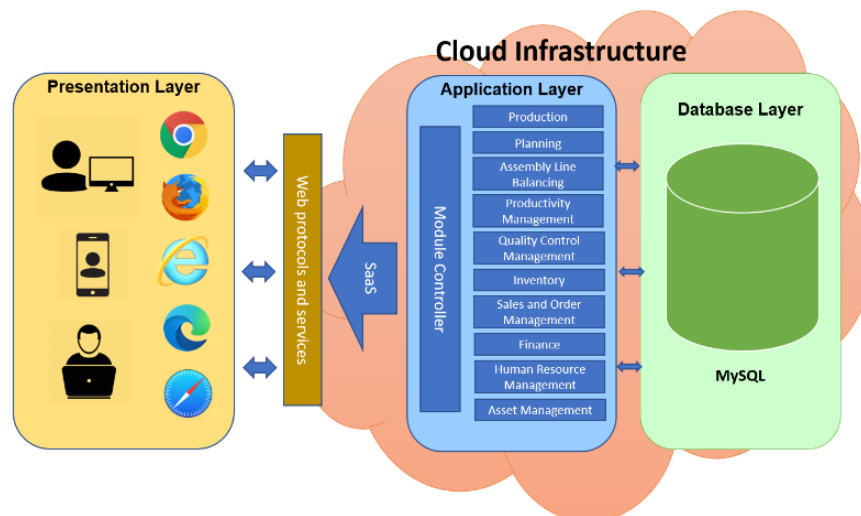 Cloud Infrastructure
Presentation Layer
Web protocols and services
SaaS
Application Layer
Module Controller
Production
Planning
Assembly Line
Balancing
Productivity
Management
Quality Control
Management
Inventory
Sales and Order
Management
Finance
Human Resource
Management
Asset Management
Database Layer
MySQL